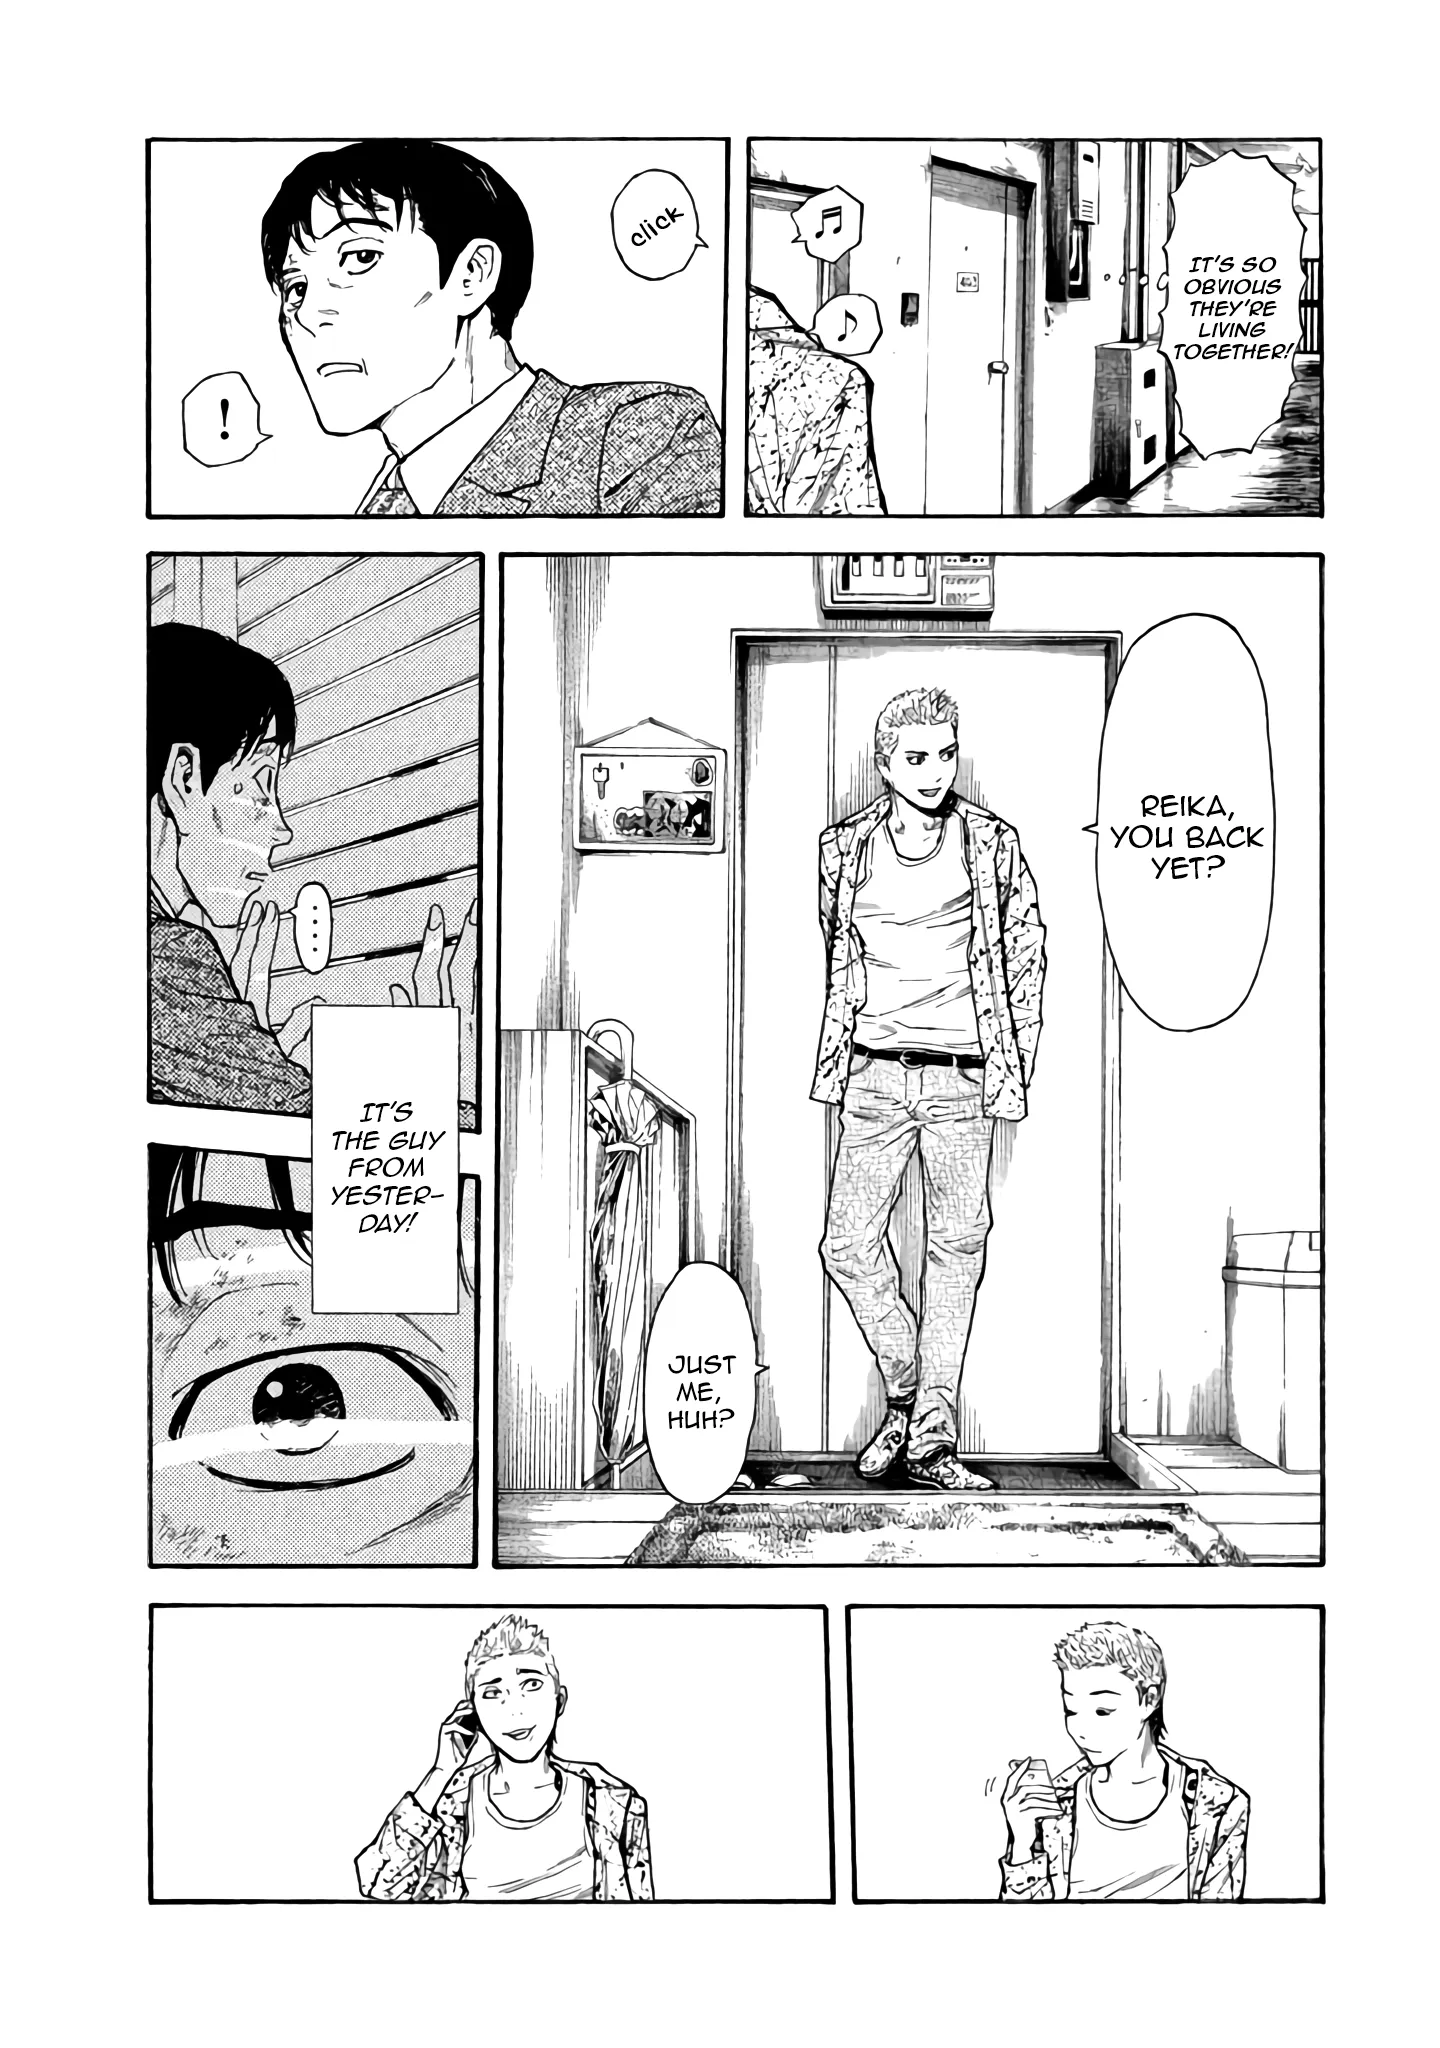 IT'S SO
OBVIOUS
THEY'RE
LIVING
TOGETHER!
click
!
REIKA,
YOU BACK
YET?
JUST
ME,
HUH?
....
IT'S
THE GUY
FROM
YESTER-
DAY!